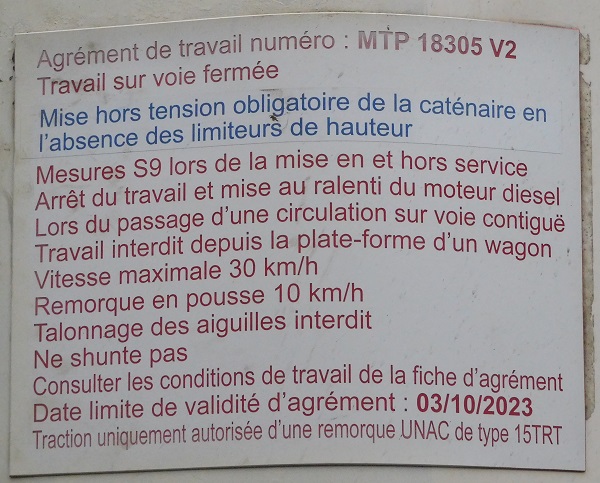 Agrément de travail numéro : MTP 18305 V2
Travail sur voie fermée
Mise hors tension obligatoire de la caténaire en
l'absence des limiteurs de hauteur
Mesures S9 lors de la mise en et hors service
Arrêt du travail et mise au ralenti du moteur diesel
Lors du passage d'une circulation sur voie contiguë
Travail interdit depuis la plate-forme d'un wagon
Vitesse maximale 30 km/h
Remorque en pousse 10 km/h
Talonnage des aiguilles interdit
Ne shunte pas
Consulter les conditions de travail de la fiche d'agrément
Date limite de validité d'agrément : 03/10/2023
Traction uniquement autorisée d'une remorque UNAC de type 15TRT